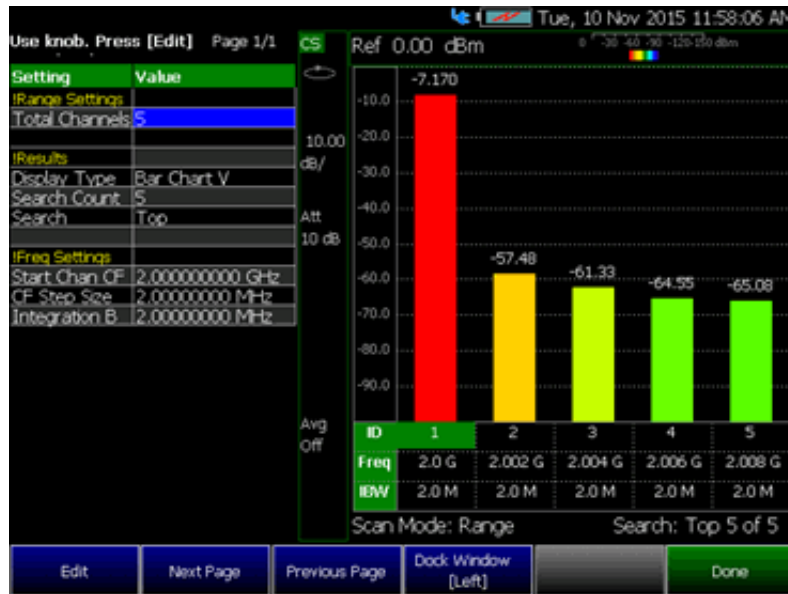 Tue, 10 Nov 2015 11:58:06 AM
Use knob. Press [Edit] Page 1/1
CS
Ref 0.00 dBm
0 -30 -60 -90 -120-150 dBm
Setting Value
!Range Settings
Total Channels 5
!Results
Display Type Bar Chart V
Search Count 5
Search Top
!Freq Settings
Start Chan CF 2.000000000 GHz
CF Step Size 2.00000000 MHz
Integration B 2.00000000 MHz
10.00
dB/
Att
10 dB
Avg
Off
-10.0
-20.0
-30.0
-40.0
-50.0
-60.0
-70.0
-80.0
-90.0
-7.170
-57.48
-61.33
-64.55
-65.08
ID 1 2 3 4 5
Freq 2.0 G 2.002 G 2.004 G 2.006 G 2.008 G
IBW 2.0 M 2.0 M 2.0 M 2.0 M 2.0 M
Scan Mode: Range Search: Top 5 of 5
Edit
Next Page
Previous Page
Dock Window
[Left]
Done